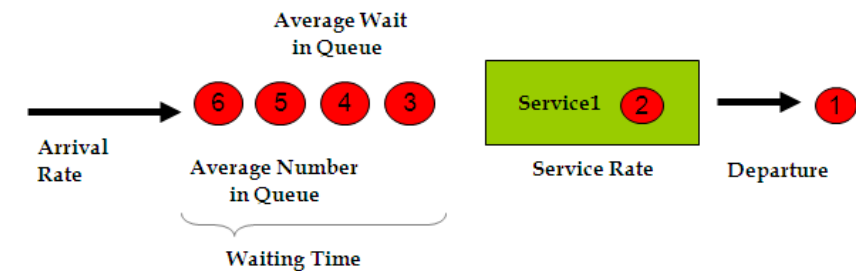 Average Wait
in Queue
6 5 4 3
Service1 2
1
Arrival
Rate
Average Number
in Queue
Service Rate
Departure
Waiting Time